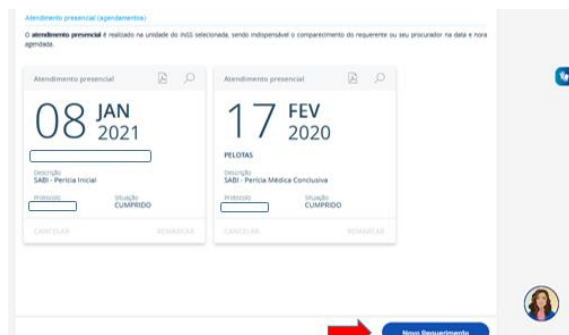 Atendimento presencial (agendamentos)
O atendimento presencial é realizado na unidade do INSS selecionada, sendo indispensável o comparecimento do requerente ou seu procurador na data e hora
agendada.
Atendimento presencial
08 JAN 2021
Descrição
SABI - Perícia Inicial
Protocolo Situação
CUMPRIDO
CANCELAR REMARCAR
Atendimento presencial
17 FEV 2020
PELOTAS
Descrição
SABI - Perícia Médica Conclusiva
Protocolo Situação
CUMPRIDO
CANCELAR REMARCAR
Novo Requerimento